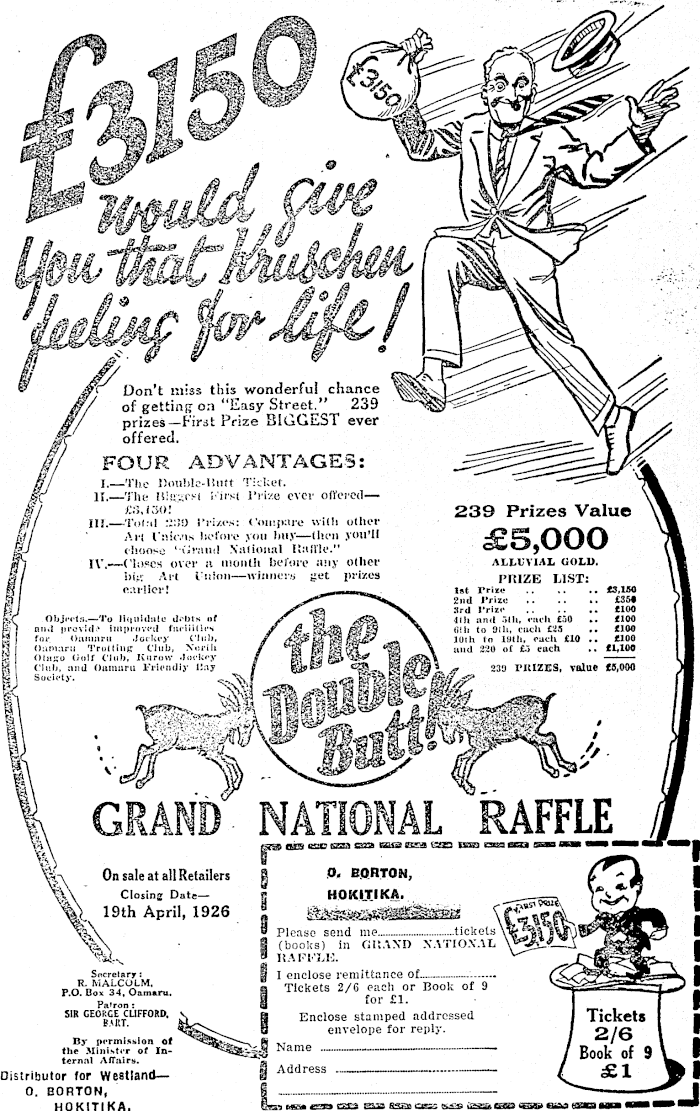 £3150
£3150
would give
you that Kruschen
feeling for life!
Don't miss this wonderful chance
of getting on "Easy Street." 239
prizes—First Prize BIGGEST ever
offered.
FOUR ADVANTAGES:
I.—The Double-Butt Ticket.
II.—The Biggest First Prize ever offered—
£3,150!
III.—Total 239 Prizes: Compare with other
Art Unions before you buy—then you'll
choose "Grand National Raffle."
IV.—Closes over a month before any other
big Art Union—winners get prizes
earlier!
239 Prizes Value
£5,000
ALLUVIAL GOLD.
PRIZE LIST:
1st Prize .. .. .. £3,150
2nd Prize .. .. .. £350
3rd Prize .. .. .. £100
4th and 5th, each £50 .. £100
6th to 9th, each £25 .. £100
10th to 19th, each £10 .. £100
and 220 of £5 each .. £1,100
239 PRIZES, value £5,000
Objects.—To liquidate debts of
and provide improved facilities
for Oamaru Jockey Club,
Oamaru Trotting Club, North
Otago Golf Club, Kurow Jockey
Club, and Oamaru Friendly Bay
Society.
the
Double
Butt!
GRAND NATIONAL RAFFLE
On sale at all Retailers
Closing Date—
19th April, 1926
Secretary:
R. MALCOLM,
P.O. Box 34, Oamaru.
Patron:
SIR GEORGE CLIFFORD,
BART.
By permission of
the Minister of In-
ternal Affairs.
Distributor for Westland—
O. BORTON,
HOKITIKA.
O. BORTON,
HOKITIKA.
Please send me..............tickets
(books) in GRAND NATIONAL
RAFFLE.
I enclose remittance of..............
Tickets 2/6 each or Book of 9
for £1.
Enclose stamped addressed
envelope for reply.
Name
Address
FIRST PRIZE
£3150
Tickets
2/6
Book of 9
£1